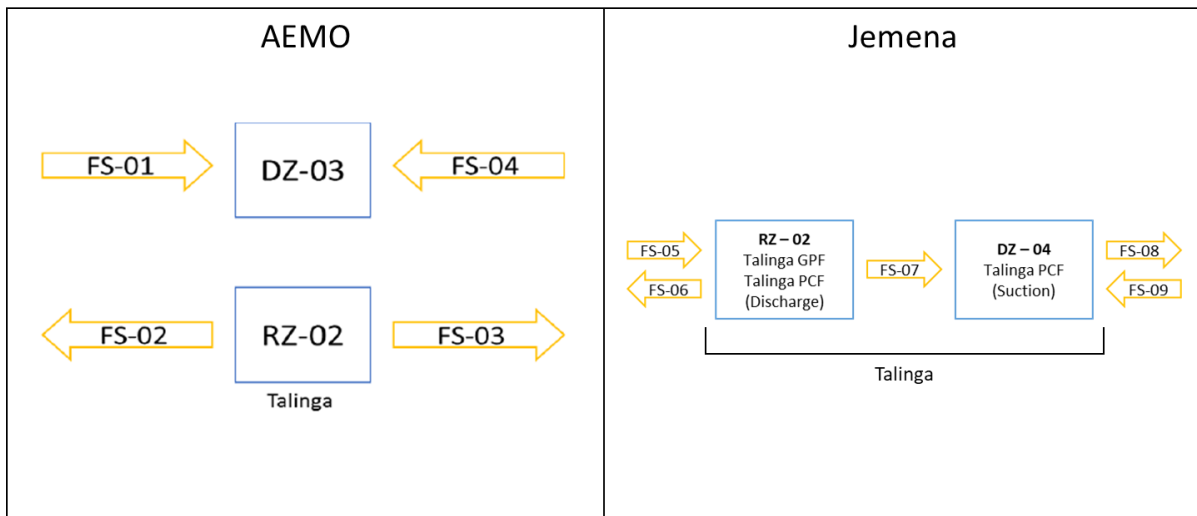 AEMO
FS-01
DZ-03
FS-04
FS-02
RZ-02
FS-03
Talinga
Jemena
FS-05
FS-06
RZ – 02
Talinga GPF
Talinga PCF
(Discharge)
FS-07
DZ – 04
Talinga PCF
(Suction)
FS-08
FS-09
Talinga